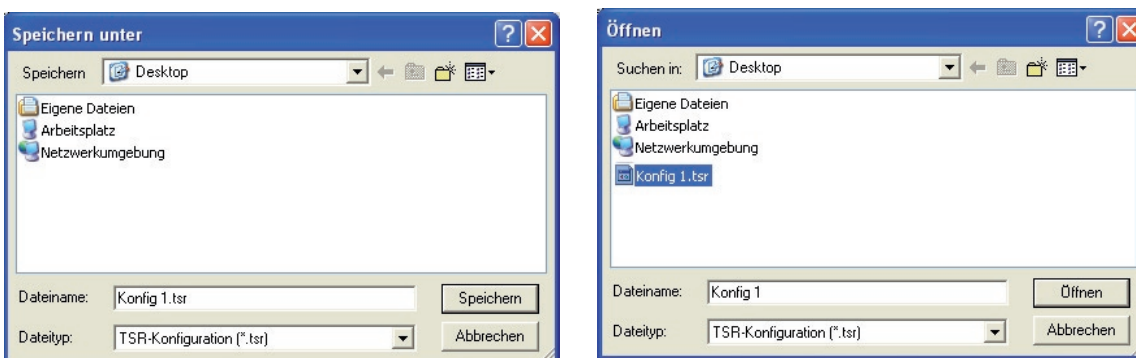 Speichern unter
Speichern Desktop
Eigene Dateien
Arbeitsplatz
Netzwerkumgebung
Dateiname: Konfig 1.tsr Speichern
Dateityp: TSR-Konfiguration (*.tsr) Abbrechen
Öffnen
Suchen in: Desktop
Eigene Dateien
Arbeitsplatz
Netzwerkumgebung
Konfig 1.tsr
Dateiname: Konfig 1 Öffnen
Dateityp: TSR-Konfiguration (*.tsr) Abbrechen